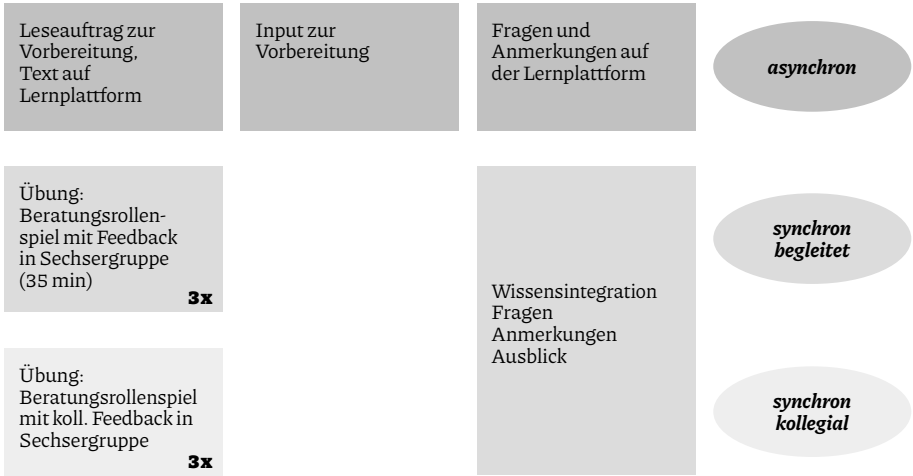 Leseauftrag zur
Vorbereitung,
Text auf
Lernplattform
Input zur
Vorbereitung
Fragen und
Anmerkungen auf
der Lernplattform
asynchron
Übung:
Beratungsrollen-
spiel mit Feedback
in Sechsergruppe
(35 min)
3x
Wissensintegration
Fragen
Anmerkungen
Ausblick
synchron
begleitet
Übung:
Beratungsrollenspiel
mit koll. Feedback in
Sechsergruppe
3x
synchron
kollegial